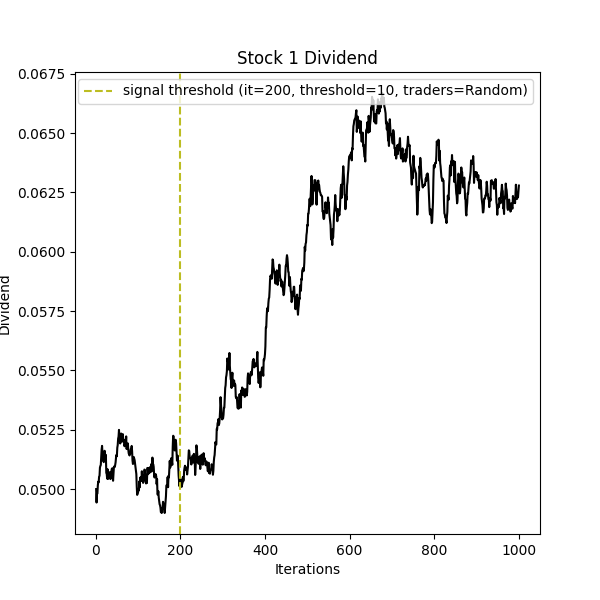 Stock 1 Dividend
signal threshold (it=200, threshold=10, traders=Random)
0.0675
0.0650
0.0625
0.0600
0.0575
0.0550
0.0525
0.0500
Dividend
0 200 400 600 800 1000
Iterations